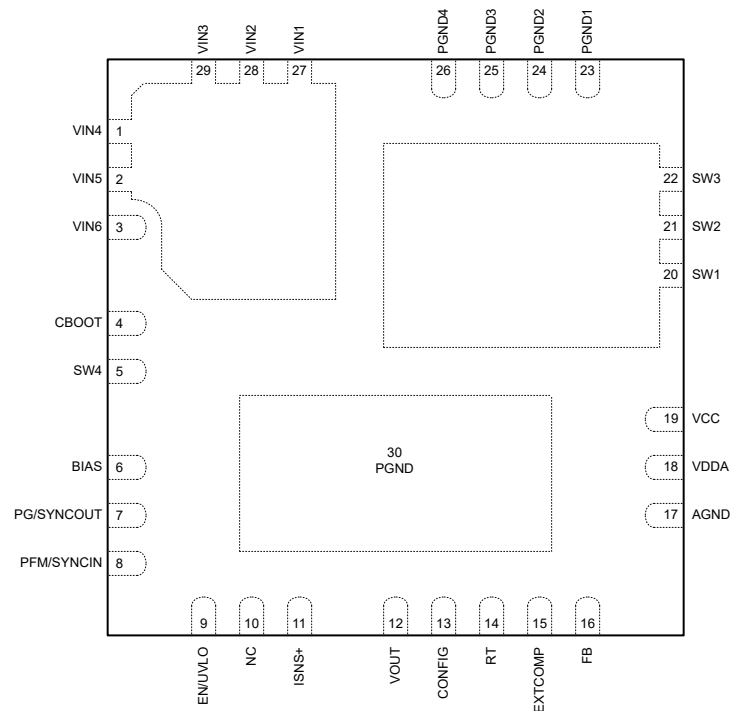 VIN3
VIN2
VIN1
PGND4
PGND3
PGND2
PGND1
29
28
27
26
25
24
23
VIN4 1
VIN5 2
VIN6 3
CBOOT 4
SW4 5
BIAS 6
PG/SYNCOUT 7
PFM/SYNCIN 8
22 SW3
21 SW2
20 SW1
30
PGND
19 VCC
18 VDDA
17 AGND
9
10
11
12
13
14
15
16
EN/UVLO
NC
ISNS+
VOUT
CONFIG
RT
EXTCOMP
FB